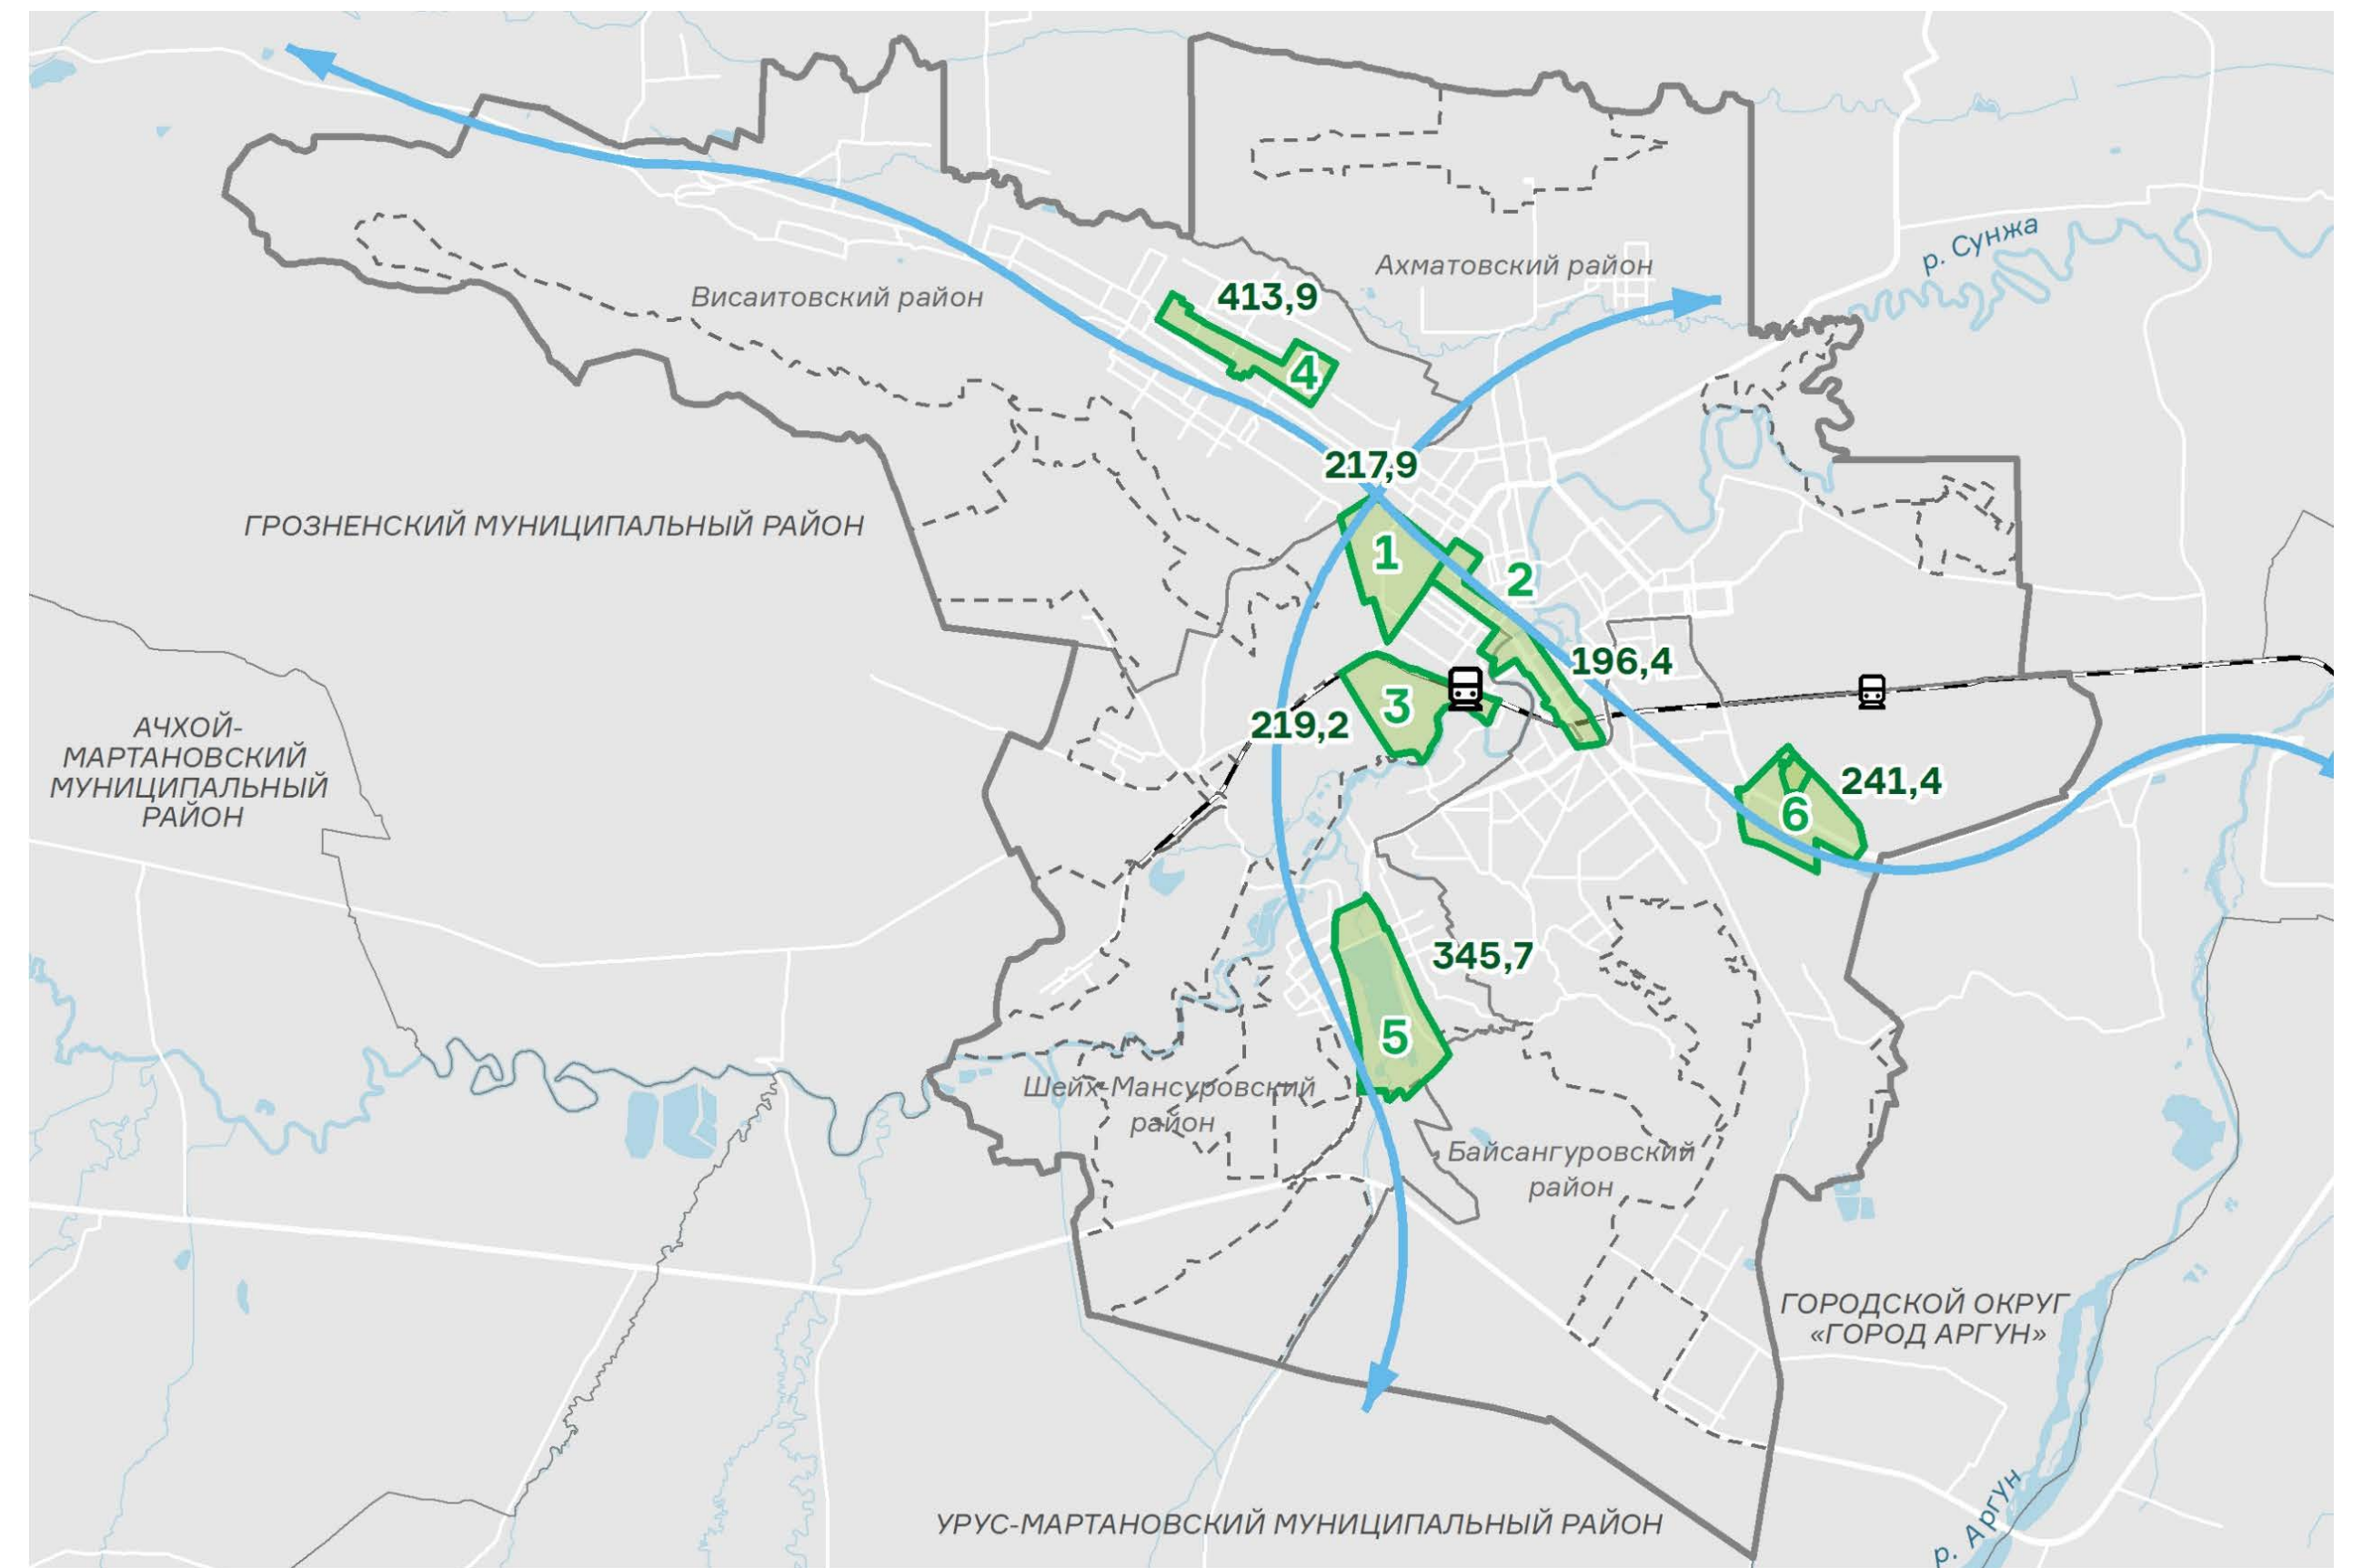 р. Сунжа
Ахматовский район
Висаитовский район
413,9
4
217,9
ГРОЗНЕНСКИЙ МУНИЦИПАЛЬНЫЙ РАЙОН
1
2
196,4
3
219,2
АЧХОЙ-
МАРТАНОВСКИЙ
МУНИЦИПАЛЬНЫЙ
РАЙОН
241,4
6
345,7
5
Шейх-Мансуровский
район
Байсангуровский
район
ГОРОДСКОЙ ОКРУГ
«ГОРОД АРГУН»
УРУС-МАРТАНОВСКИЙ МУНИЦИПАЛЬНЫЙ РАЙОН
р. Аргун